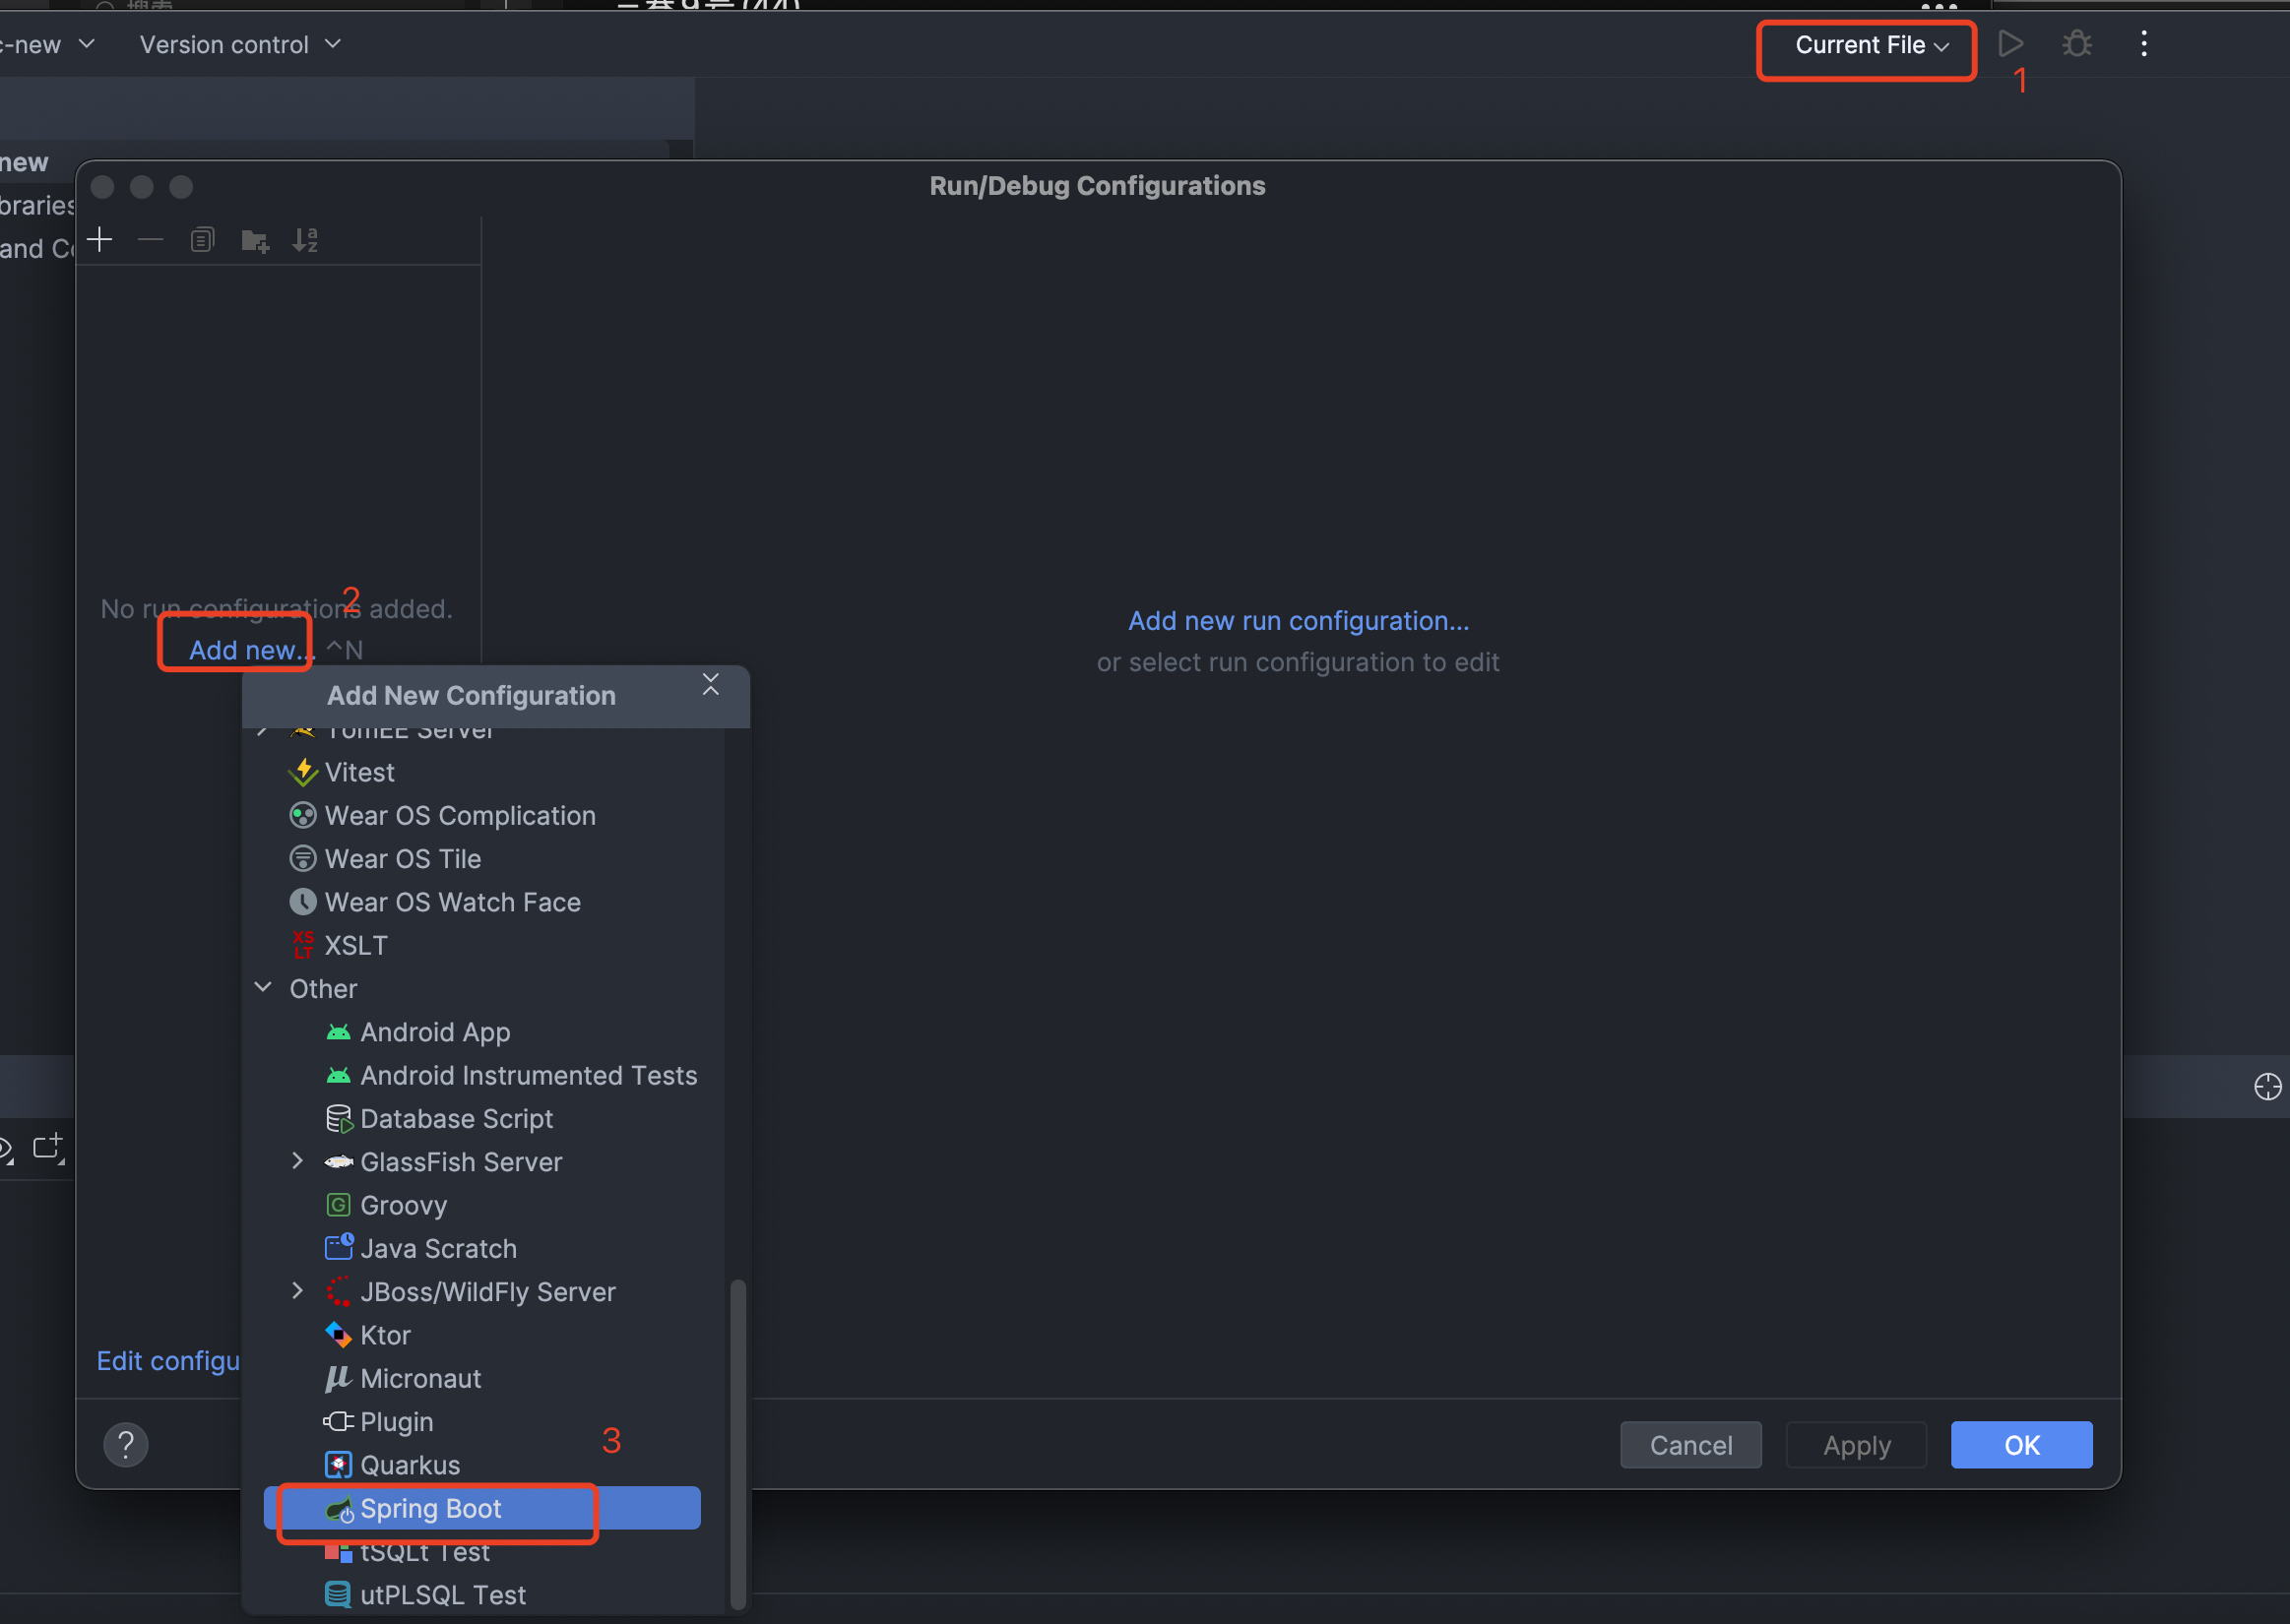 搜索
c-new
Version control
Current File
1
new
Run/Debug Configurations
2
No run configurations added.
Add new... ^N
Add new run configuration...
or select run configuration to edit
Add New Configuration
TomEE Server
Vitest
Wear OS Complication
Wear OS Tile
Wear OS Watch Face
XSLT
Other
Android App
Android Instrumented Tests
Database Script
GlassFish Server
Groovy
Java Scratch
JBoss/WildFly Server
Ktor
Edit configu
Micronaut
Plugin
3
Quarkus
Spring Boot
tSQLt Test
utPLSQL Test
?
Cancel
Apply
OK